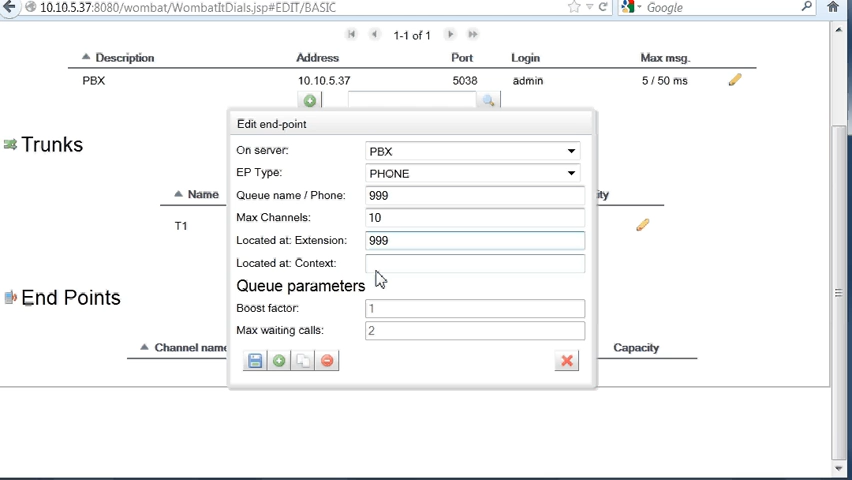 10.10.5.37:8080/wombat/WombatItDials.jsp#EDIT/BASIC Google
1-1 of 1
Description Address Port Login Max msg.
PBX 10.10.5.37 5038 admin 5 / 50 ms
Edit end-point
Trunks
On server: PBX
EP Type: PHONE
Name Queue name / Phone: 999 ity
Max Channels: 10
T1
Located at: Extension: 999
Located at: Context:
Queue parameters
End Points
Boost factor: 1
Max waiting calls: 2
Channel name Capacity